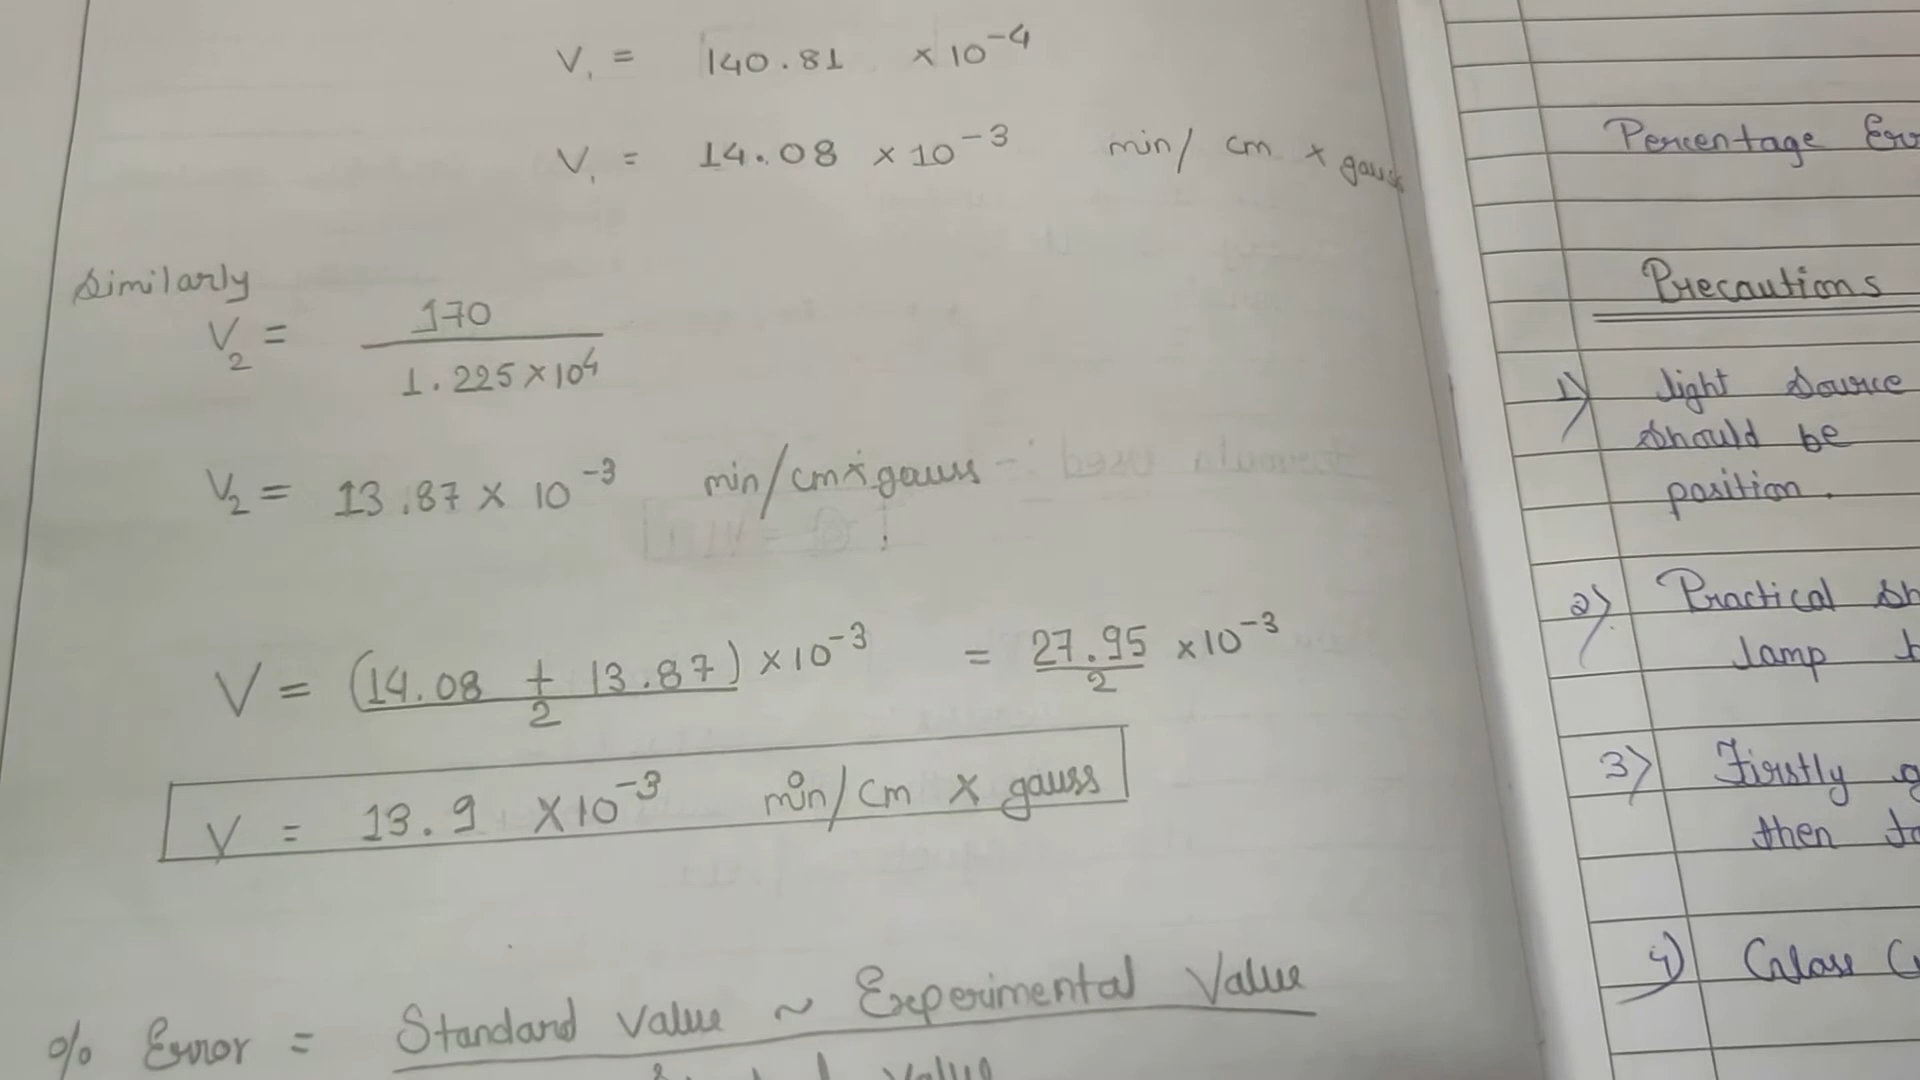 V₁ = 140.81 × 10⁻⁴
V₁ = 14.08 × 10⁻³ min/ cm × gauss
Similarly
V₂ = 170
1.225 × 10⁴
V₂ = 13.87 × 10⁻³ min/cm × gauss
V = (14.08 + 13.87) × 10⁻³ = 27.95 × 10⁻³
2 2
V = 13.9 × 10⁻³ min/cm × gauss
% Error = Standard value ~ Experimental Value
Value
Percentage
Precautions
1) light source
should be
position.
2) Practical
lamp
3) Firstly
then
4) Glass